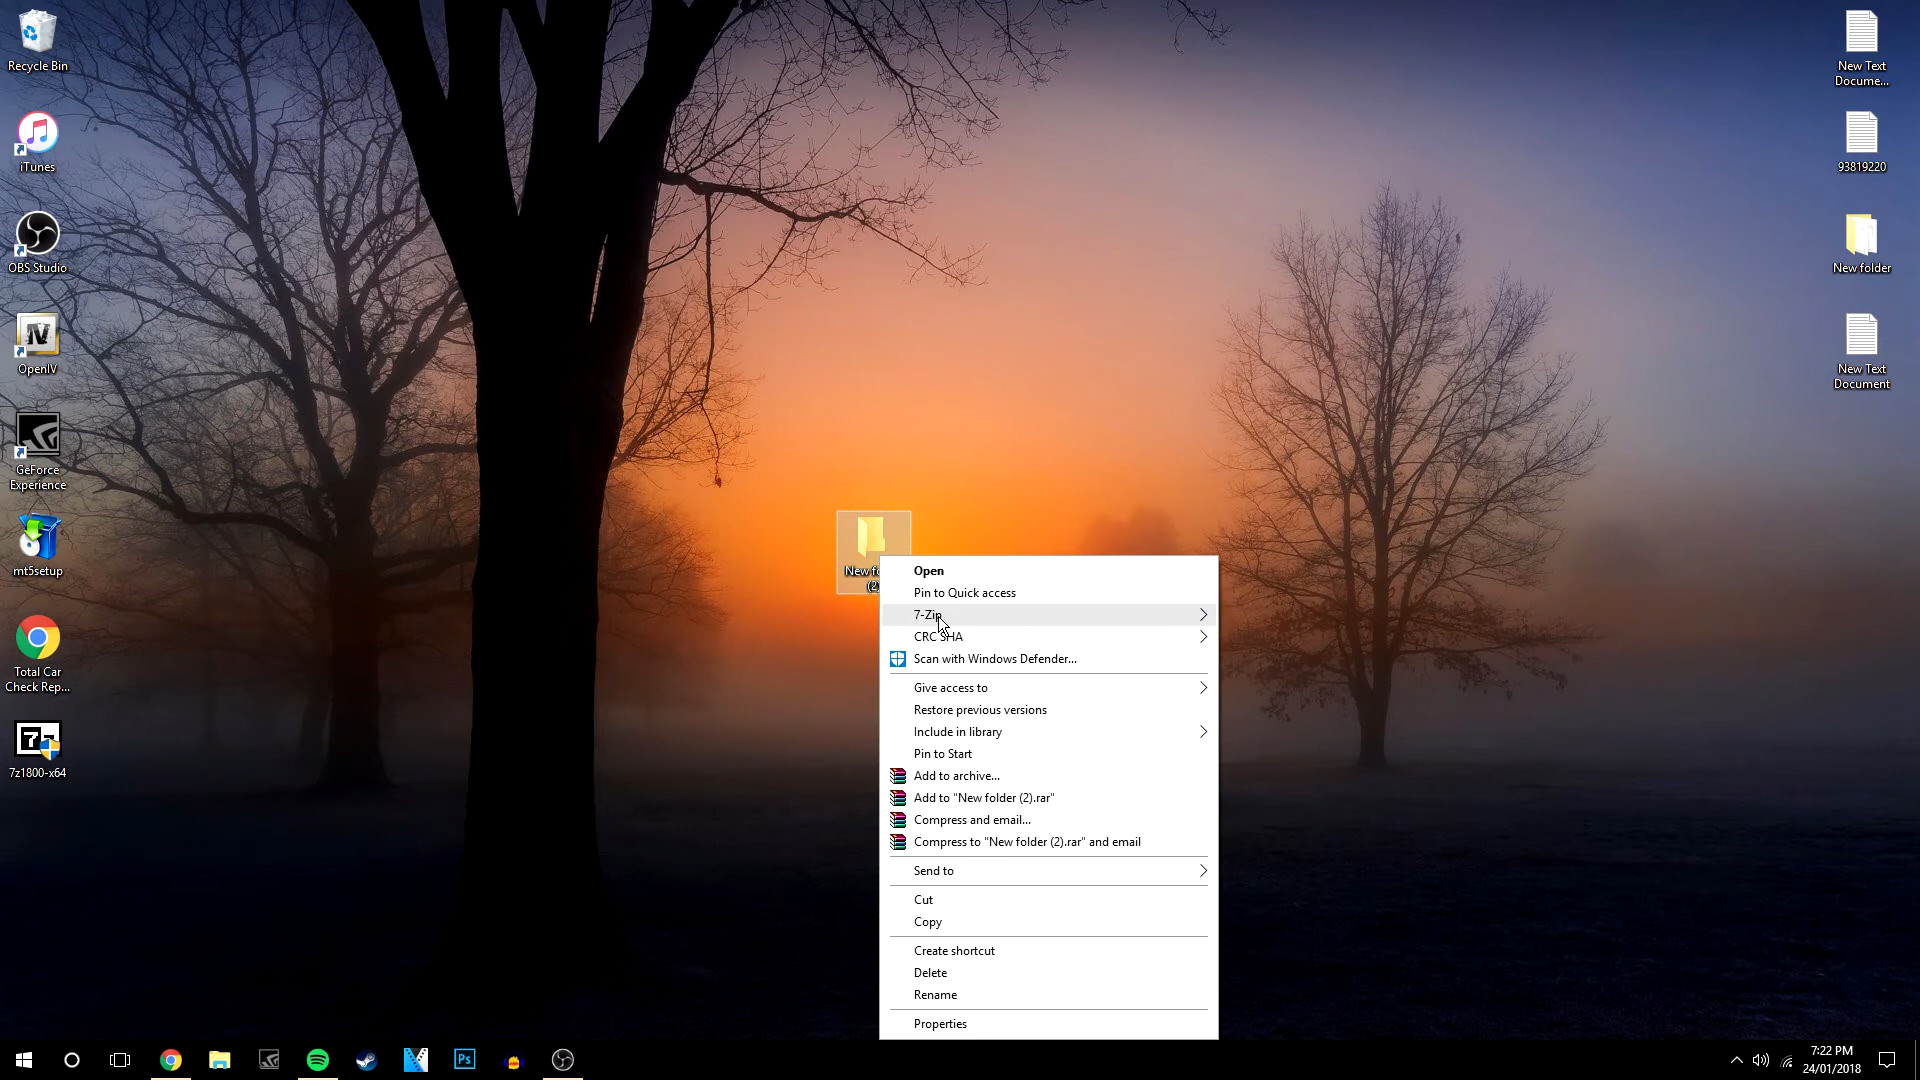 Recycle Bin
iTunes
OBS Studio
OpenIV
GeForce
Experience
mt5setup
Total Car
Check Rep...
7z1800-x64
New Text
Docume...
93819220
New folder
New Text
Document
(2)
Open
Pin to Quick access
7-Zip
CRC SHA
Scan with Windows Defender...
Give access to
Restore previous versions
Include in library
Pin to Start
Add to archive...
Add to "New folder (2).rar"
Compress and email...
Compress to "New folder (2).rar" and email
Send to
Cut
Copy
Create shortcut
Delete
Rename
Properties
Ps
7:22 PM
24/01/2018